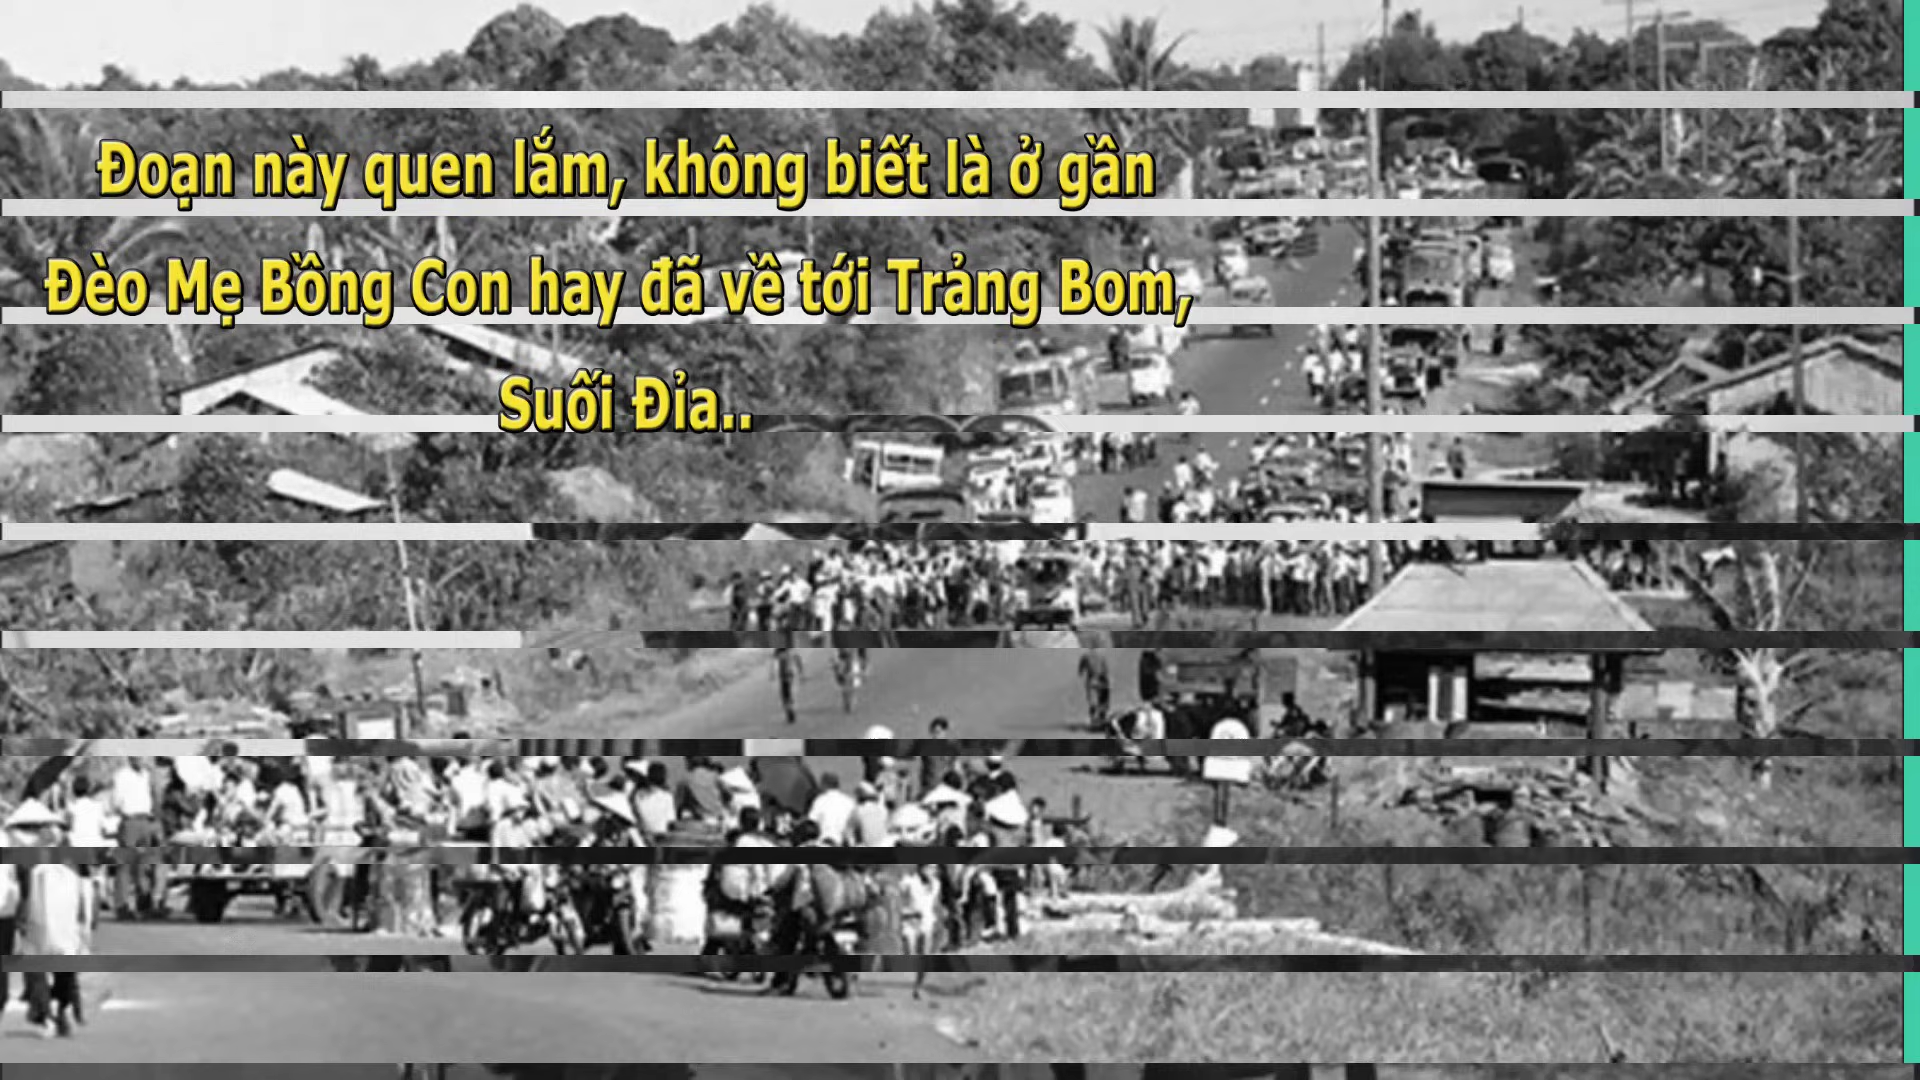 Đoạn này quen lắm, không biết là ở gần
Đèo Mẹ Bồng Con hay đã về tới Trảng Bom,
Suối Đỉa..